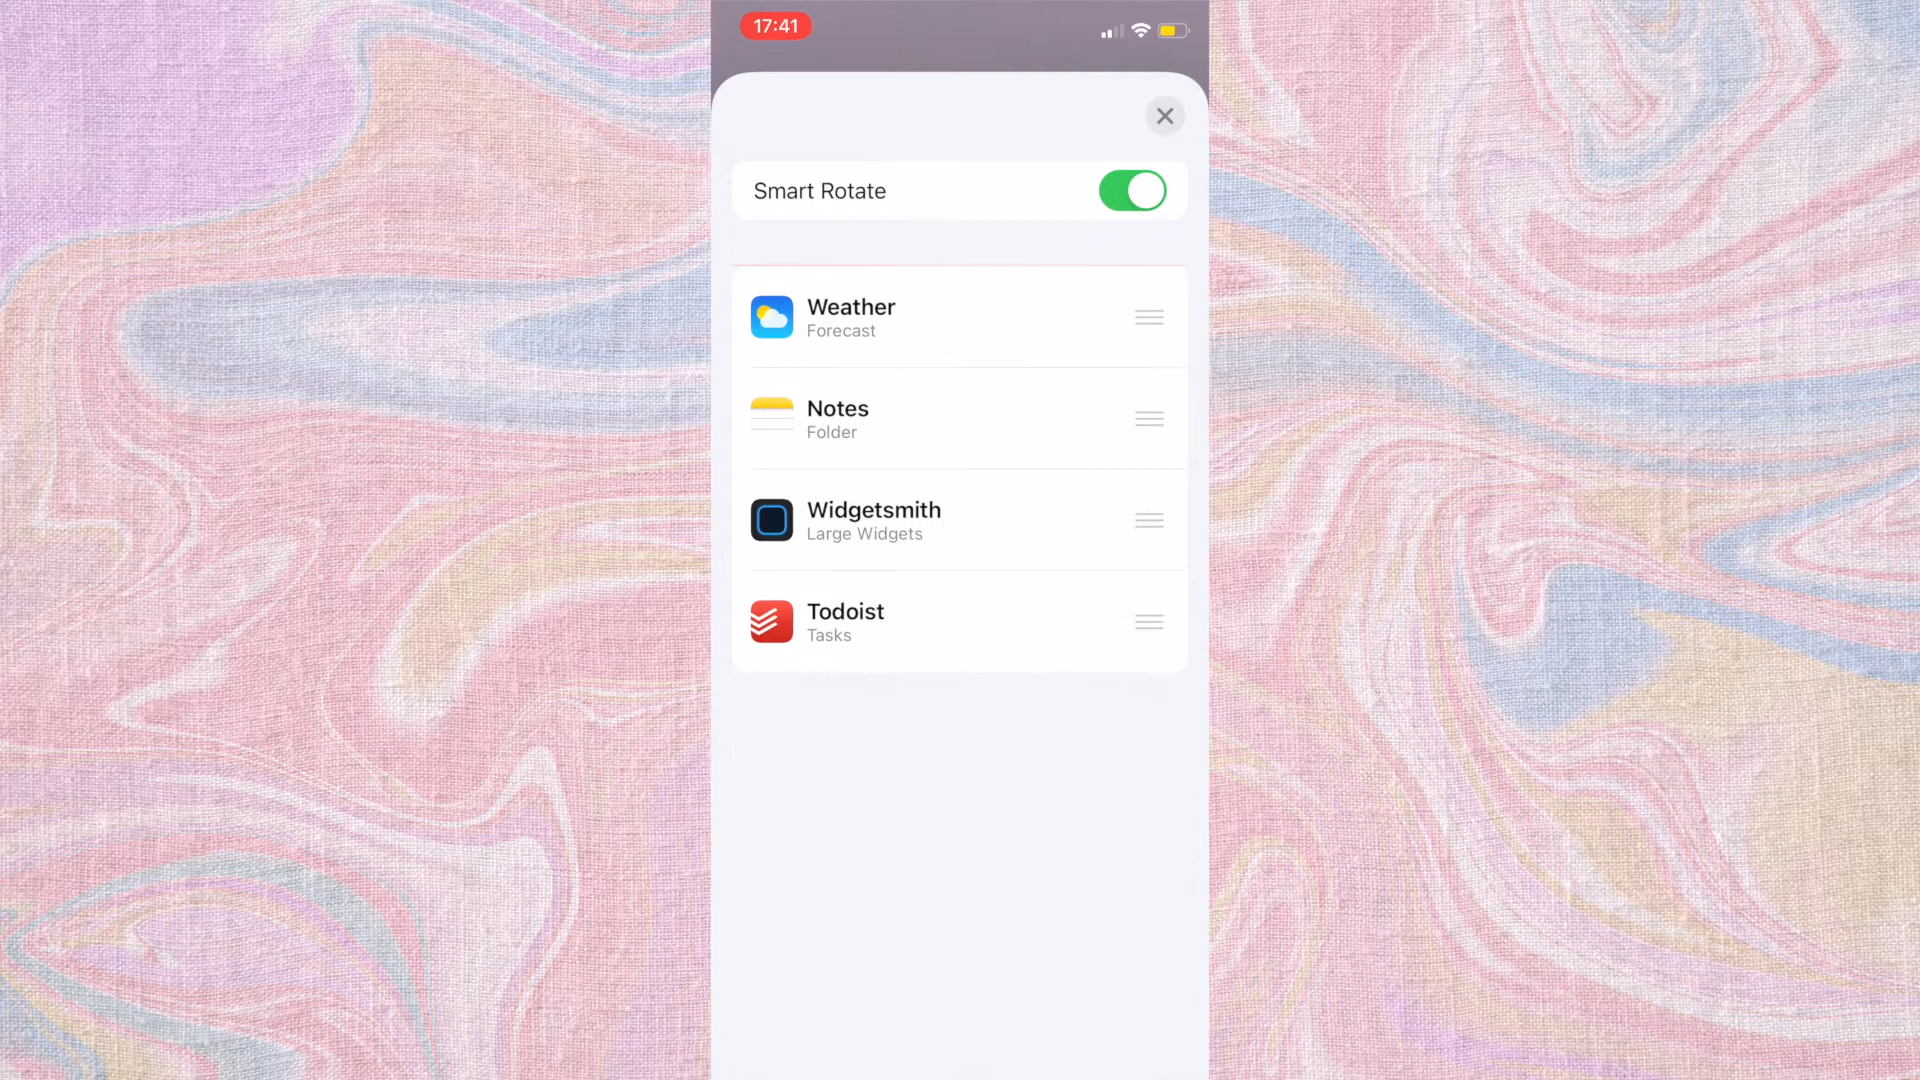 17:41
Smart Rotate
Weather
Forecast
Notes
Folder
Widgetsmith
Large Widgets
Todoist
Tasks